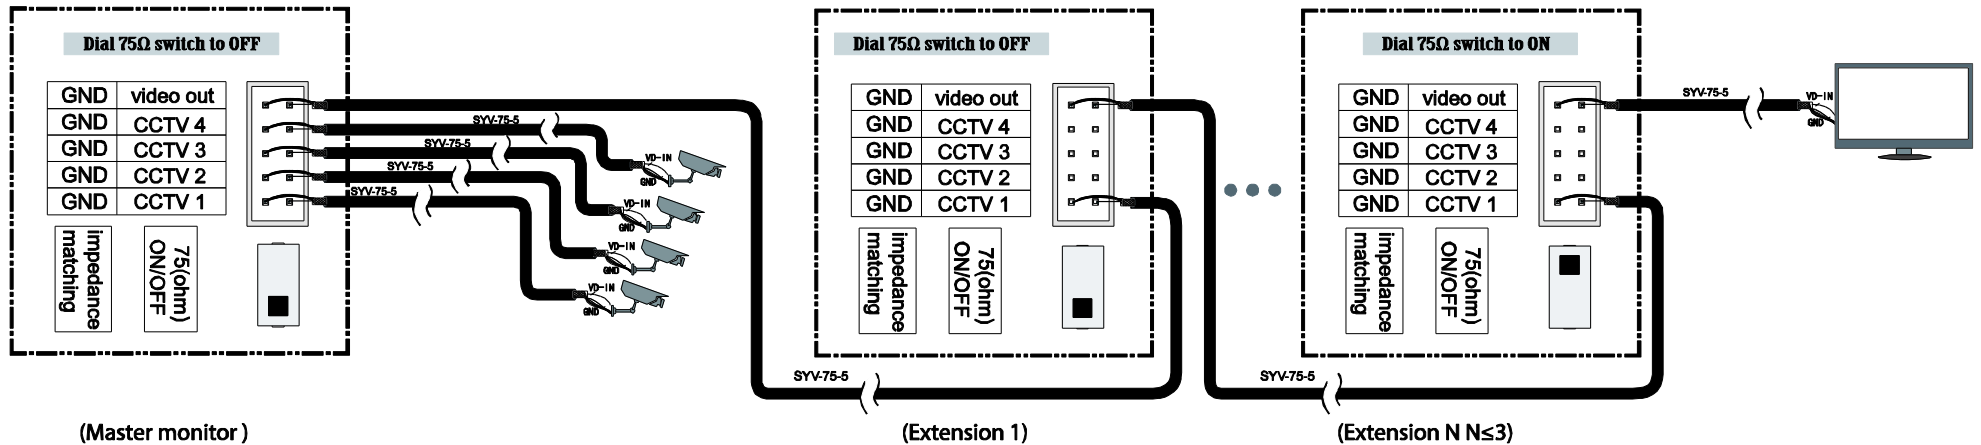 Dial 75Ω switch to OFF
GND video out
GND CCTV 4
GND CCTV 3
GND CCTV 2
GND CCTV 1
impedance
matching
75(ohm)
ON/OFF
SYV-75-5
SYV-75-5
SYV-75-5
SYV-75-5
VD-IN
GND
VD-IN
GND
VD-IN
GND
VD-IN
GND
(Master monitor )
Dial 75Ω switch to OFF
GND video out
GND CCTV 4
GND CCTV 3
GND CCTV 2
GND CCTV 1
impedance
matching
75(ohm)
ON/OFF
SYV-75-5
(Extension 1)
Dial 75Ω switch to ON
GND video out
GND CCTV 4
GND CCTV 3
GND CCTV 2
GND CCTV 1
impedance
matching
75(ohm)
ON/OFF
SYV-75-5
(Extension N N≤3)
SYV-75-5
VD-IN
GND